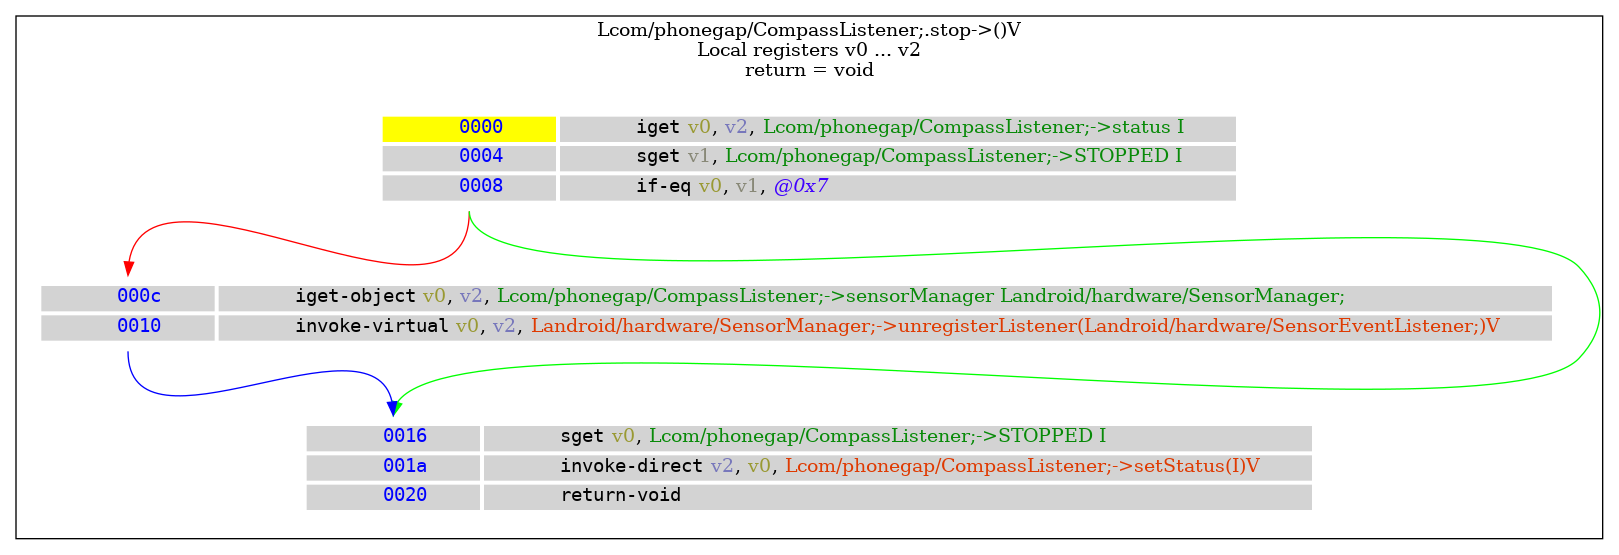 Lcom/phonegap/CompassListener;.stop->()V
Local registers v0 ... v2
return = void
0000 iget v0, v2, Lcom/phonegap/CompassListener;->status I
0004 sget v1, Lcom/phonegap/CompassListener;->STOPPED I
0008 if-eq v0, v1, @0x7
000c iget-object v0, v2, Lcom/phonegap/CompassListener;->sensorManager Landroid/hardware/SensorManager;
0010 invoke-virtual v0, v2, Landroid/hardware/SensorManager;->unregisterListener(Landroid/hardware/SensorEventListener;)V
0016 sget v0, Lcom/phonegap/CompassListener;->STOPPED I
001a invoke-direct v2, v0, Lcom/phonegap/CompassListener;->setStatus(I)V
0020 return-void